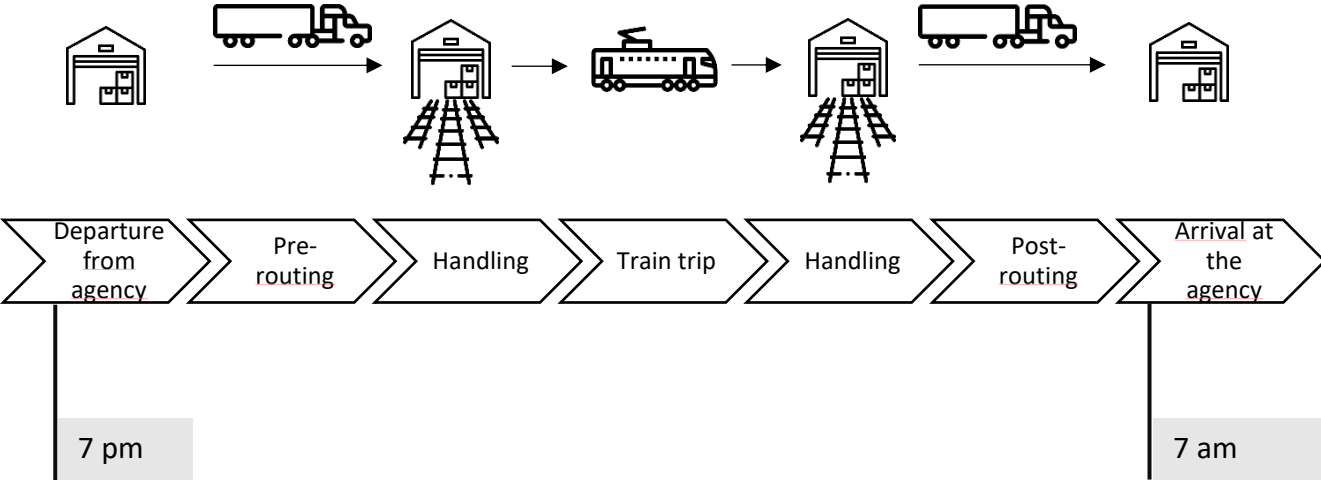 Departure
from
agency
Pre-
routing
Handling
Train trip
Handling
Post-
routing
Arrival at
the
agency
7 pm
7 am